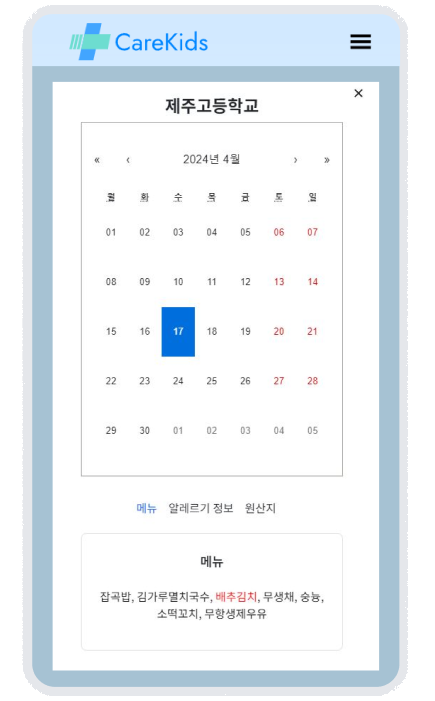 CareKids
×
제주고등학교
« ‹ 2024년 4월 › »
월 화 수 목 금 토 일
01 02 03 04 05 06 07
08 09 10 11 12 13 14
15 16 17 18 19 20 21
22 23 24 25 26 27 28
29 30 01 02 03 04 05
메뉴 알레르기 정보 원산지
메뉴
잡곡밥, 김가루멸치국수, 배추김치, 무생채, 숭늉,
소떡꼬치, 무항생제우유